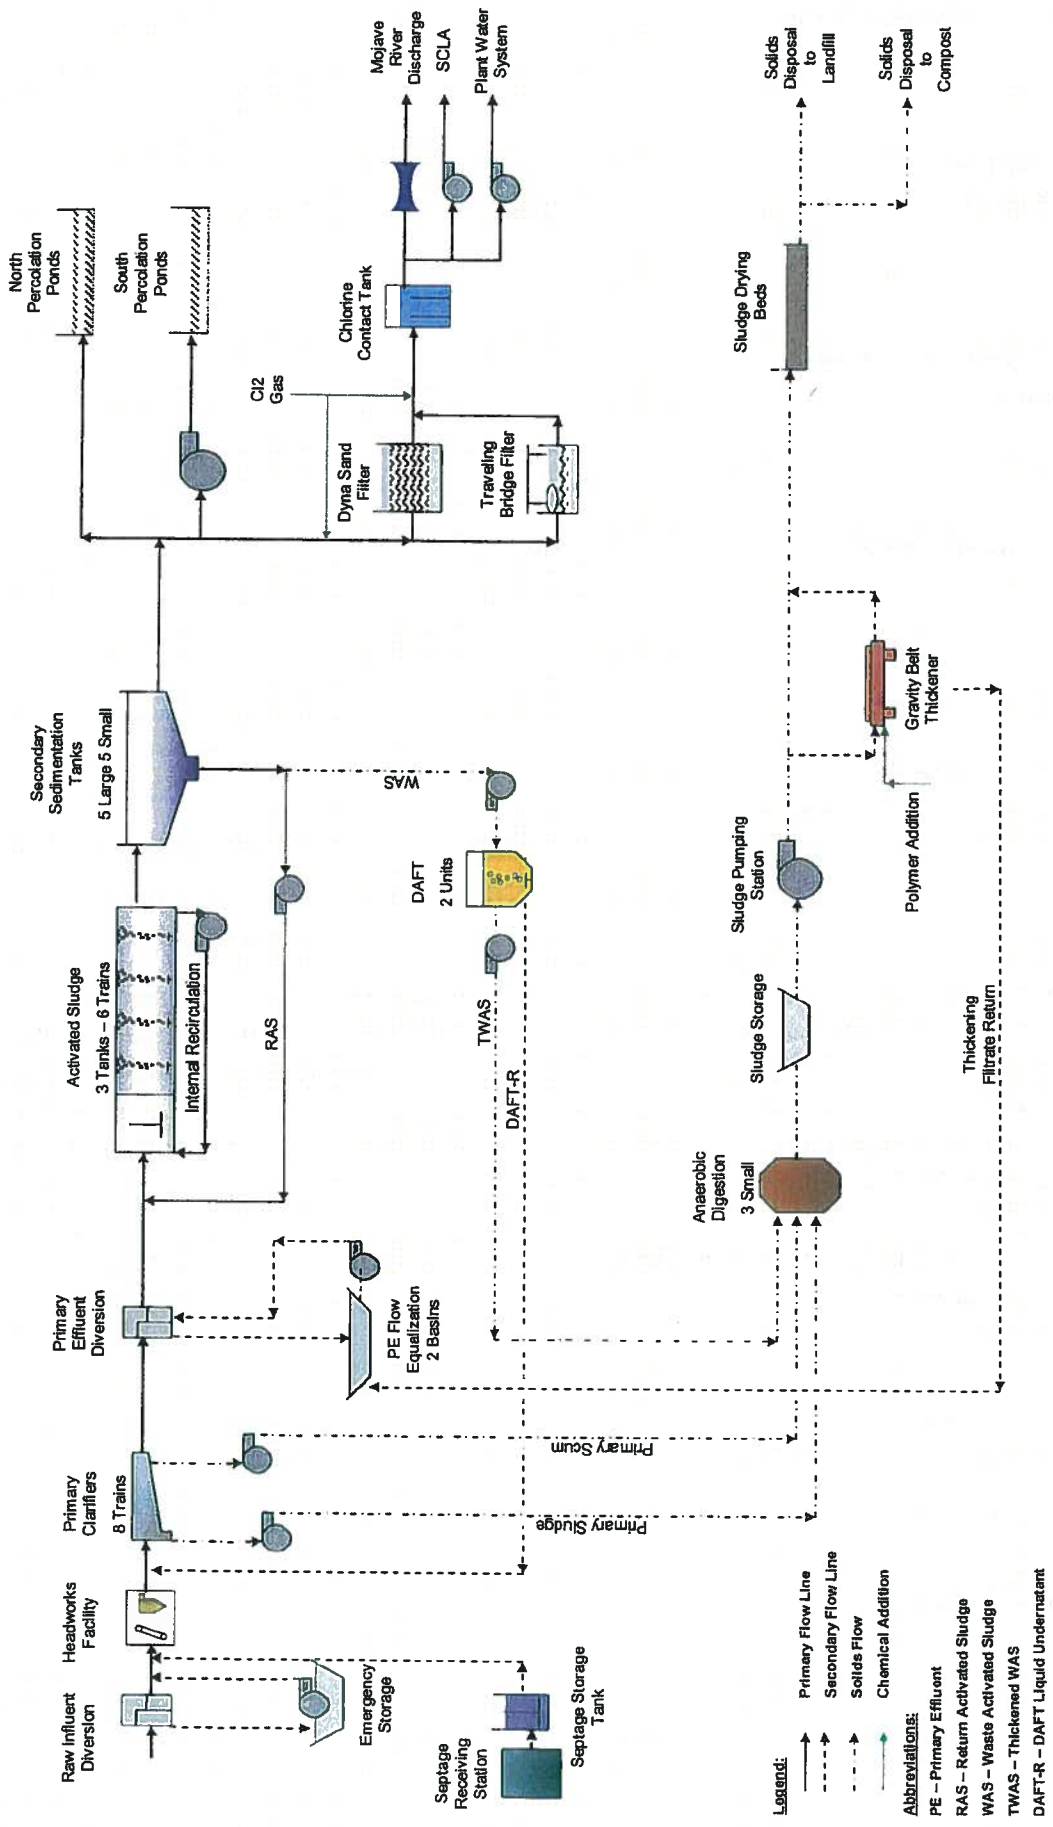 Raw Influent
Diversion
Headworks
Facility
Primary
Clarifiers
8 Trains
Primary
Effluent
Diversion
Activated Sludge
3 Tanks – 6 Trains
Internal Recirculation
Secondary
Sedimentation
Tanks
5 Large 5 Small
North
Percolation
Ponds
South
Percolation
Ponds
Emergency
Storage
PE Flow
Equalization
2 Basins
RAS
WAS
Cl2
Gas
Dyna Sand
Filter
Chlorine
Contact Tank
Mojave
River
Discharge
SCLA
Plant Water
System
Septage
Receiving
Station
Septage Storage
Tank
TWAS
DAFT-R
DAFT
2 Units
Traveling
Bridge Filter
Primary Sludge
Primary Scum
Anaerobic
Digestion
3 Small
Sludge Storage
Sludge Pumping
Station
Sludge Drying
Beds
Solids
Disposal
to
Landfill
Solids
Disposal
to
Compost
Polymer Addition
Gravity Belt
Thickener
Thickening
Filtrate Return
Legend:
Primary Flow Line
Secondary Flow Line
Solids Flow
Chemical Addition
Abbreviations:
PE – Primary Effluent
RAS – Return Activated Sludge
WAS – Waste Activated Sludge
TWAS – Thickened WAS
DAFT-R – DAFT Liquid Undernatant